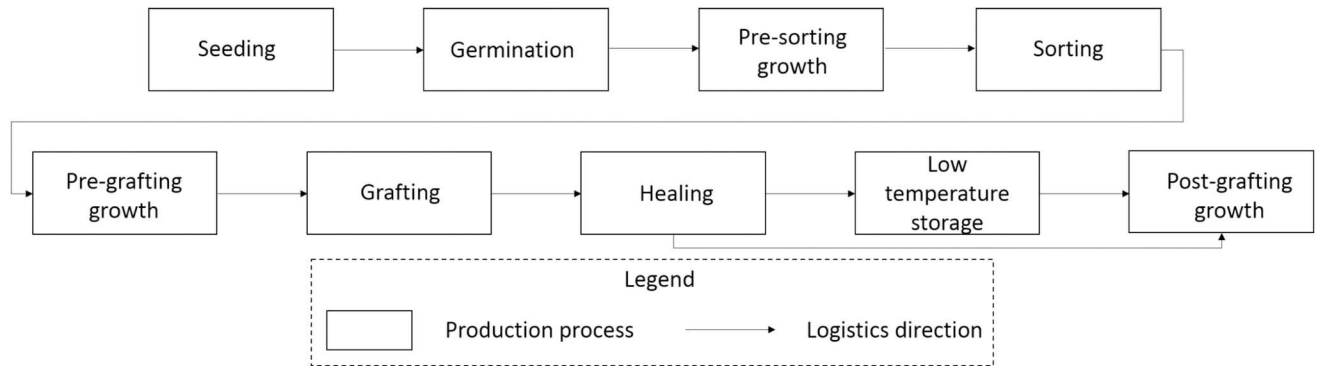 Seeding
Germination
Pre-sorting
growth
Sorting
Pre-grafting
growth
Grafting
Healing
Low
temperature
storage
Post-grafting
growth
Legend
Production process
Logistics direction